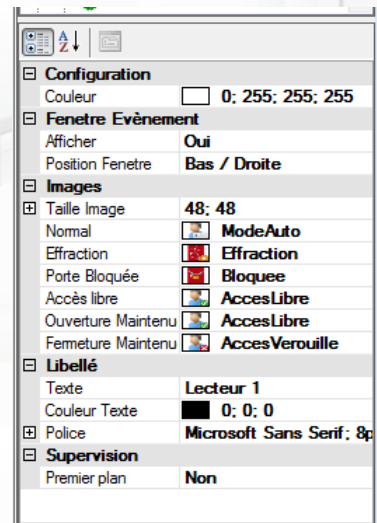 Configuration
Couleur 0; 255; 255; 255
Fenetre Evènement
Afficher Oui
Position Fenetre Bas / Droite
Images
Taille Image 48; 48
Normal ModeAuto
Effraction Effraction
Porte Bloquée Bloquee
Accès libre AccesLibre
Ouverture Maintenu AccesLibre
Fermeture Maintenu AccesVerouille
Libellé
Texte Lecteur 1
Couleur Texte 0; 0; 0
Police Microsoft Sans Serif; 8p
Supervision
Premier plan Non